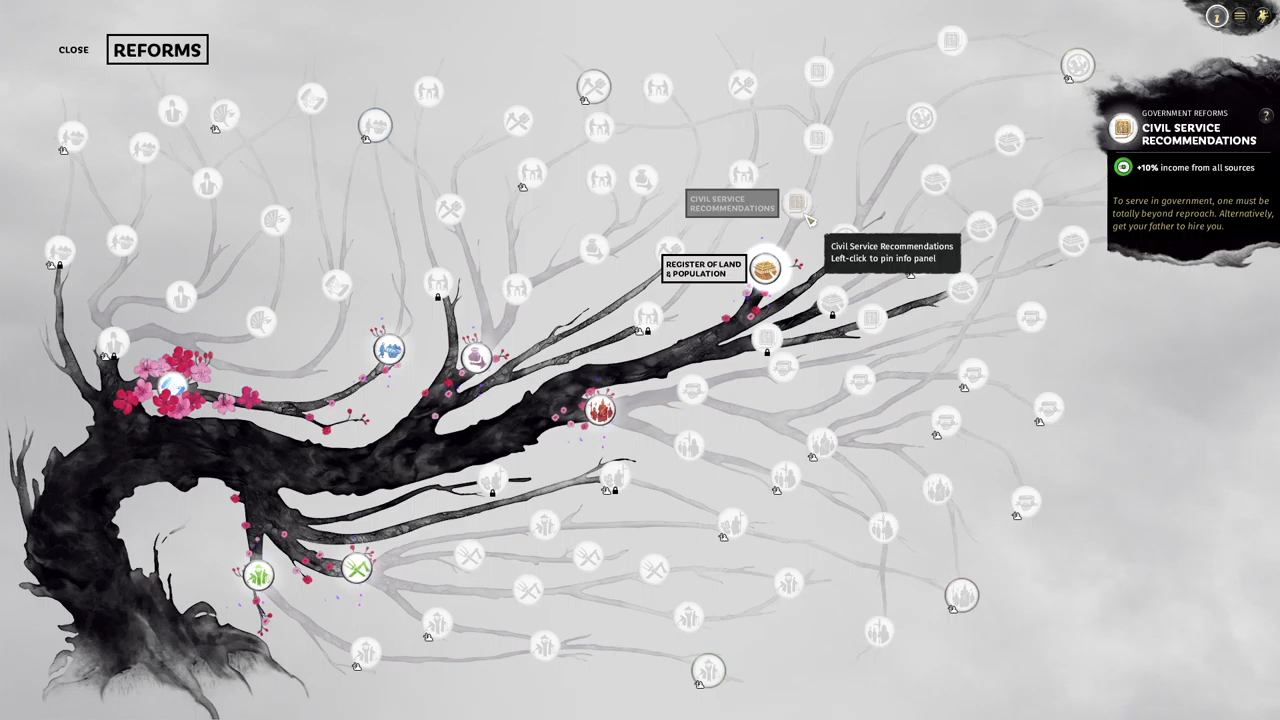 CLOSE
REFORMS
GOVERNMENT REFORMS
?
CIVIL SERVICE
RECOMMENDATIONS
+10% income from all sources
To serve in government, one must be
totally beyond reproach. Alternatively,
get your father to hire you.
CIVIL SERVICE
RECOMMENDATIONS
Civil Service Recommendations
Left-click to pin info panel
REGISTER OF LAND
& POPULATION